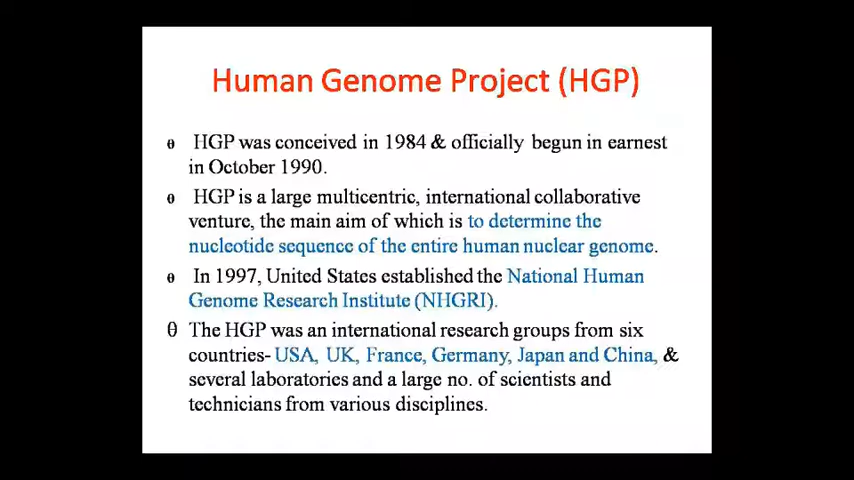 Human Genome Project (HGP)
θ HGP was conceived in 1984 & officially begun in earnest
in October 1990.
θ HGP is a large multicentric, international collaborative
venture, the main aim of which is to determine the
nucleotide sequence of the entire human nuclear genome.
θ In 1997, United States established the National Human
Genome Research Institute (NHGRI).
θ The HGP was an international research groups from six
countries- USA, UK, France, Germany, Japan and China, &
several laboratories and a large no. of scientists and
technicians from various disciplines.